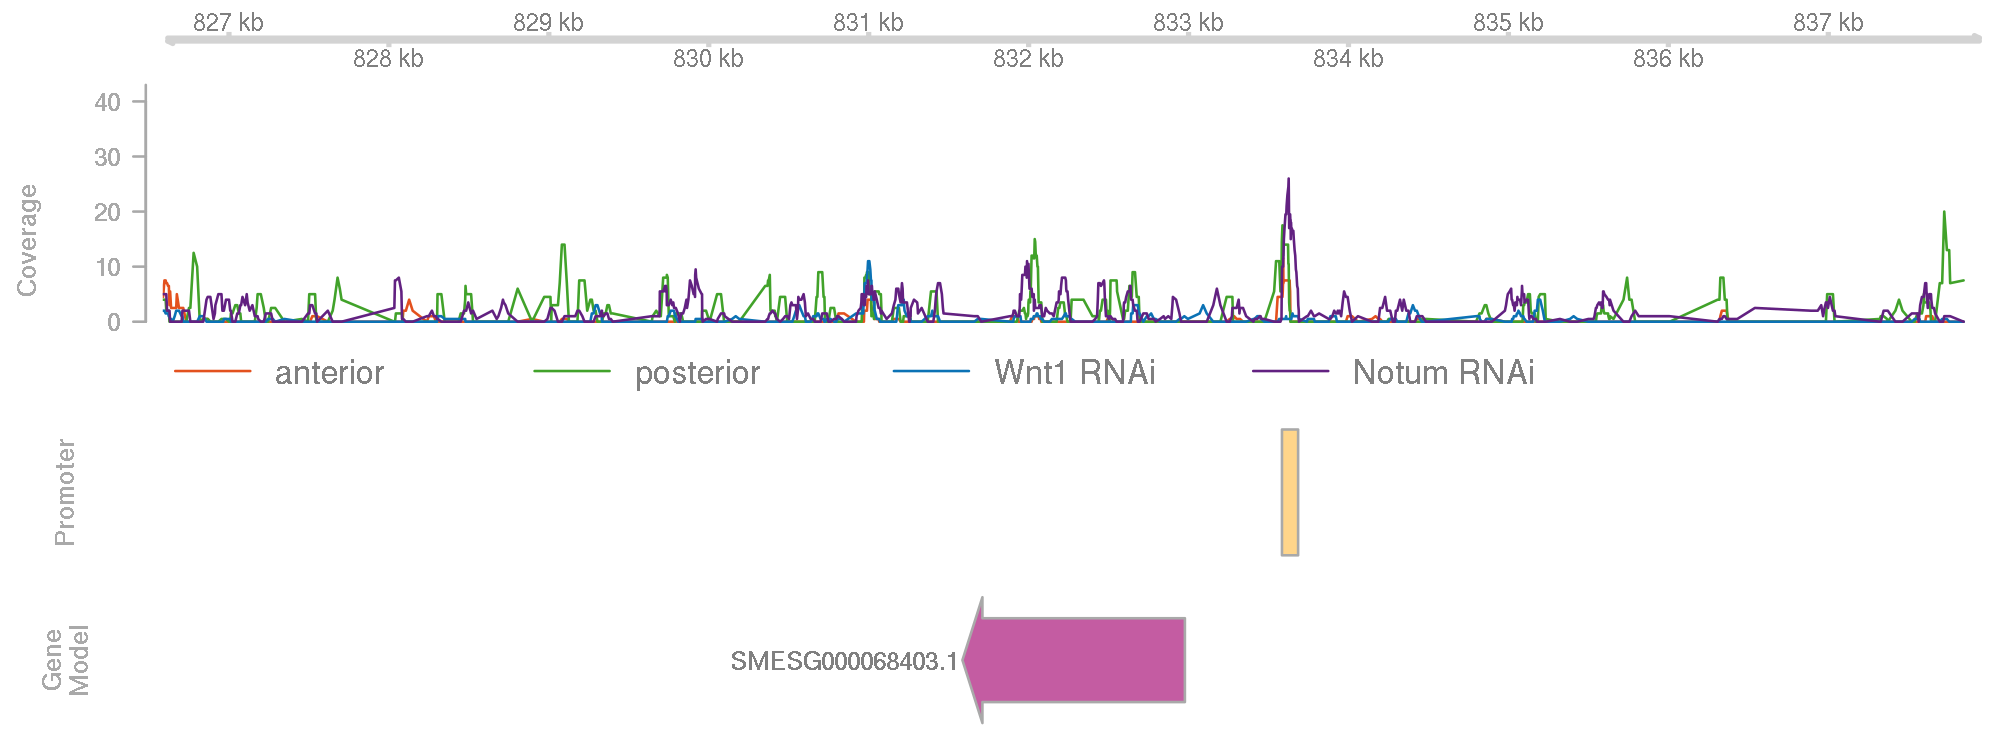 827 kb 829 kb 831 kb 833 kb 835 kb 837 kb
828 kb 830 kb 832 kb 834 kb 836 kb
40
30
20
10
0
Coverage
anterior posterior Wnt1 RNAi Notum RNAi
Promoter
Gene
Model
SMESG000068403.1